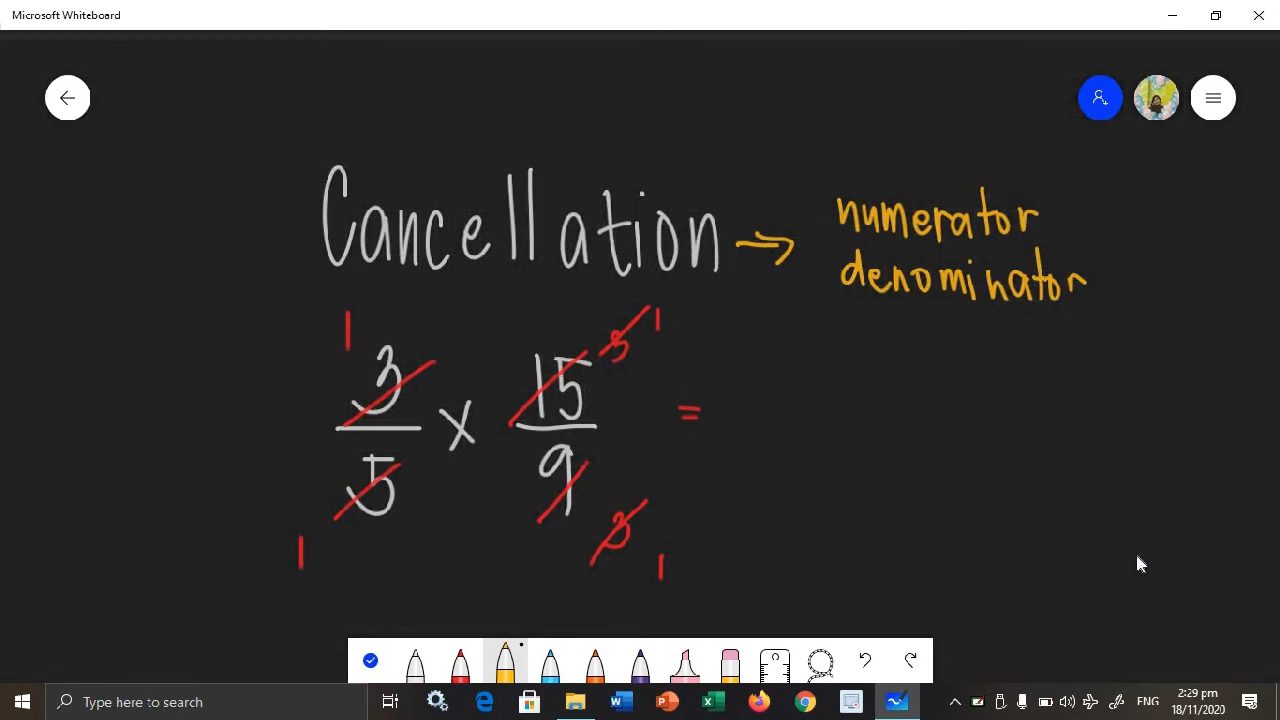 Microsoft Whiteboard
Cancellation → numerator
denominator
1 3 x 15 3 1 =
1 5 9 3 1
Type here to search
ENG
2:29 pm
18/11/2020